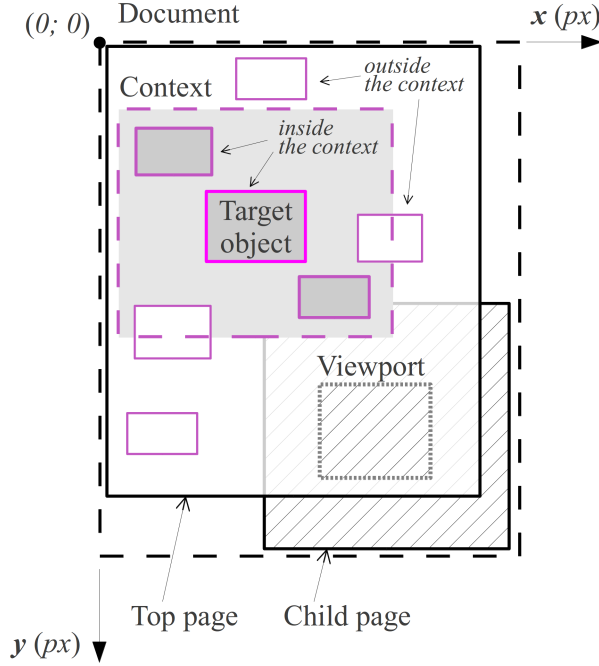 Document
(0; 0)
x (px)
Context
outside
the context
inside
the context
Target
object
Viewport
Top page
Child page
y (px)